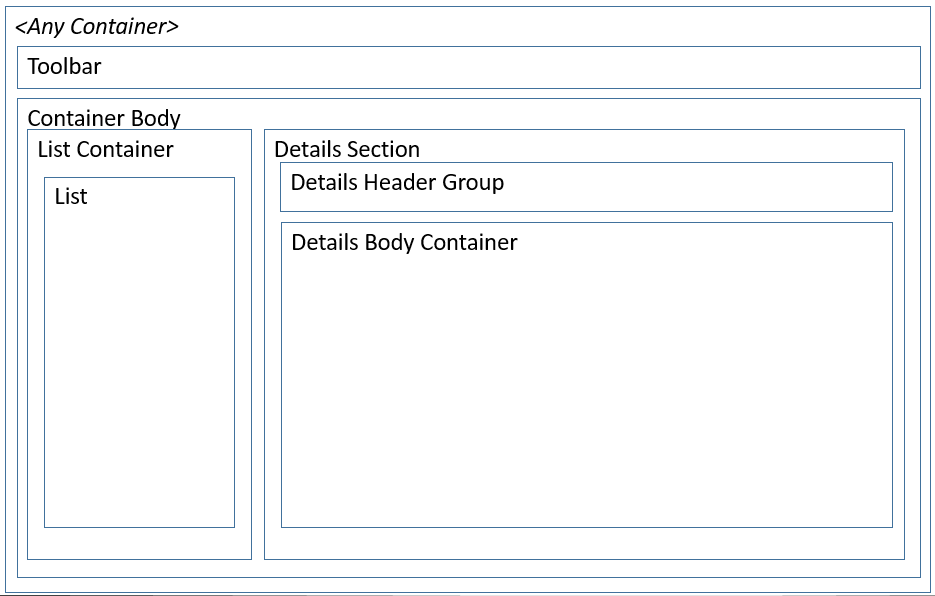 <Any Container>
Toolbar
Container Body
List Container
List
Details Section
Details Header Group
Details Body Container